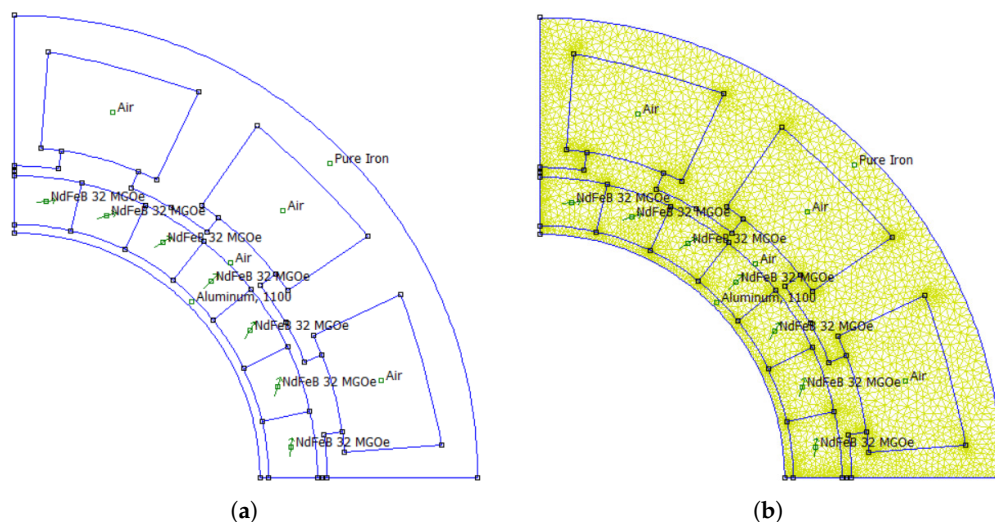 Air
Pure Iron
NdFeB 32 MGOe
NdFeB 32 MGOe
Air
NdFeB 32 MGOe
Air
NdFeB 32 MGOe
Aluminum, 1100
NdFeB 32 MGOe
NdFeB 32 MGOe
Air
NdFeB 32 MGOe
(a)
Air
Pure Iron
NdFeB 32 MGOe
NdFeB 32 MGOe
Air
NdFeB 32 MGOe
Air
NdFeB 32 MGOe
Aluminum, 1100
NdFeB 32 MGOe
NdFeB 32 MGOe
Air
NdFeB 32 MGOe
(b)